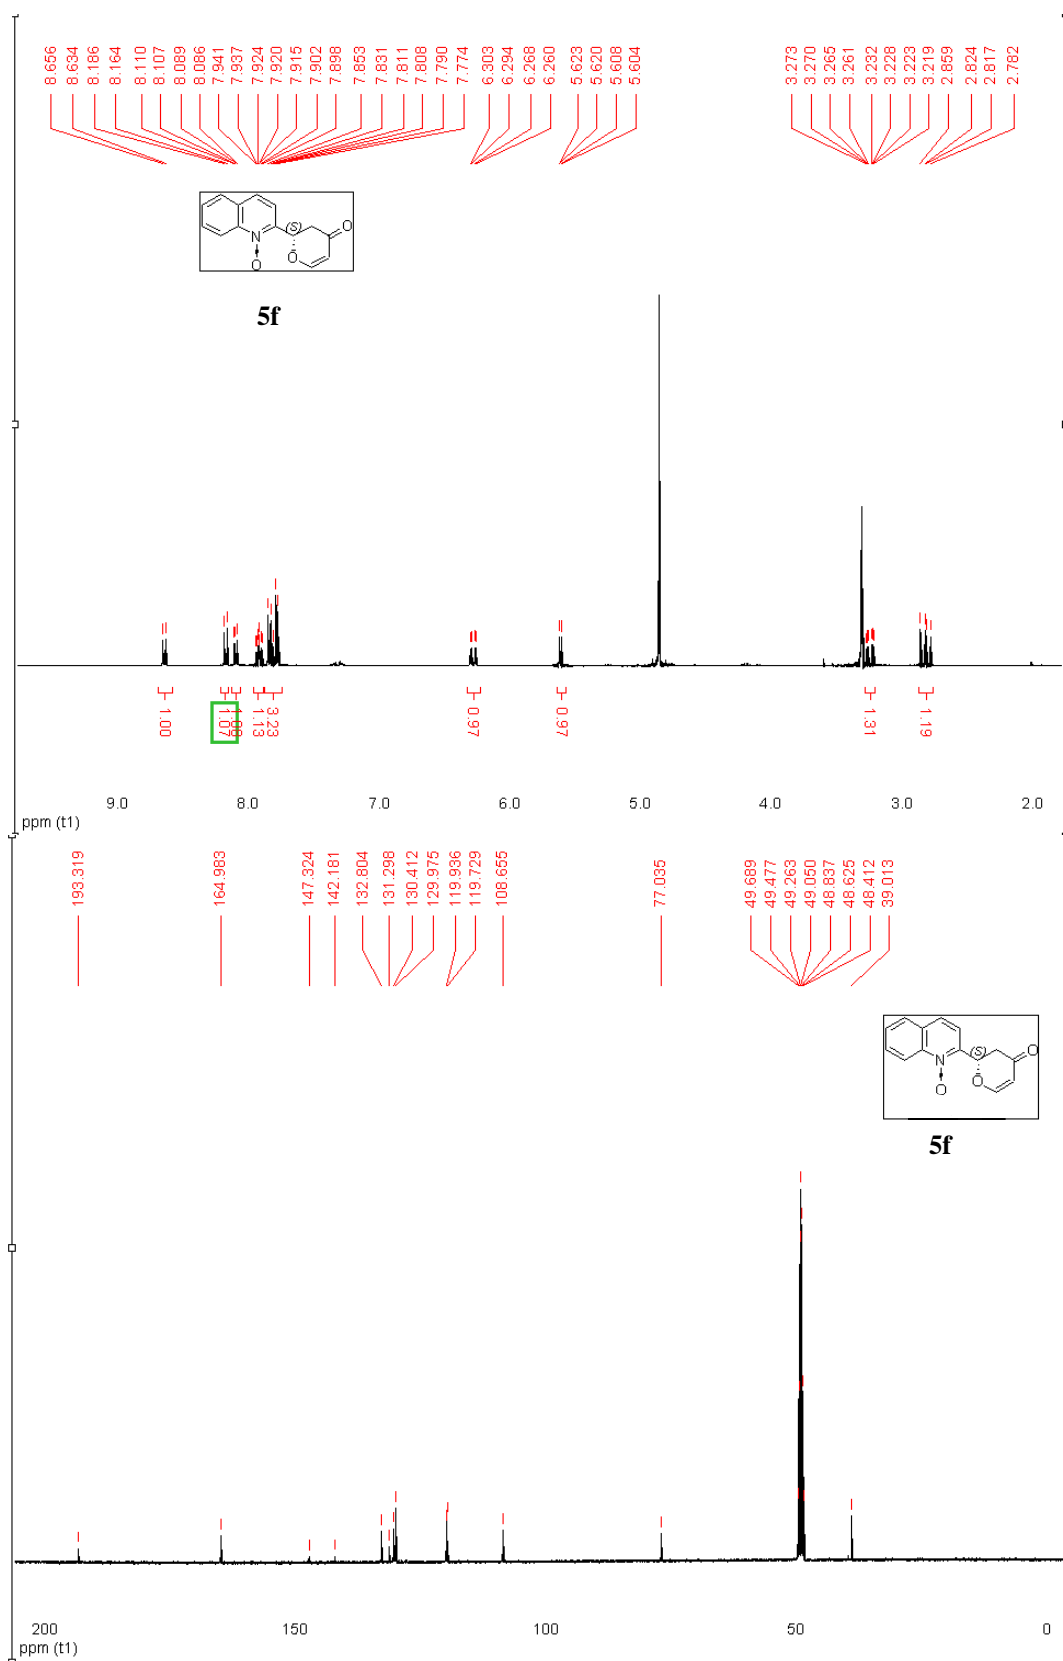 8.656 8.634 8.186 8.164 8.110 8.107 8.089 8.086 7.941 7.937 7.924 7.920 7.915 7.902 7.898 7.853 7.831 7.811 7.808 7.790 7.774 6.303 6.294 6.268 6.260 5.623 5.620 5.608 5.604 3.273 3.270 3.265 3.261 3.232 3.228 3.223 3.219 2.859 2.824 2.817 2.782
(S)
O
N
O
O
5f
1.00 1.07 1.13 3.23 0.97 0.97 1.31 1.19
9.0 8.0 7.0 6.0 5.0 4.0 3.0 2.0
ppm (t1)
193.319 164.983 147.324 142.181 132.804 131.298 130.412 129.975 119.936 119.729 108.655 77.035 49.689 49.477 49.263 49.050 48.837 48.625 48.412 39.013
(S)
O
N
O
O
5f
200 150 100 50 0
ppm (t1)